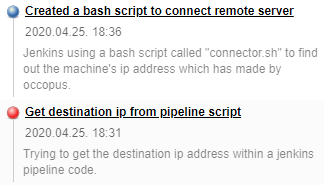 Created a bash script to connect remote server
2020.04.25. 18:36
Jenkins using a bash script called "connector.sh" to find
out the machine's ip address which has made by
occopus.
Get destination ip from pipeline script
2020.04.25. 18:31
Trying to get the destination ip address within a jenkins
pipeline code.